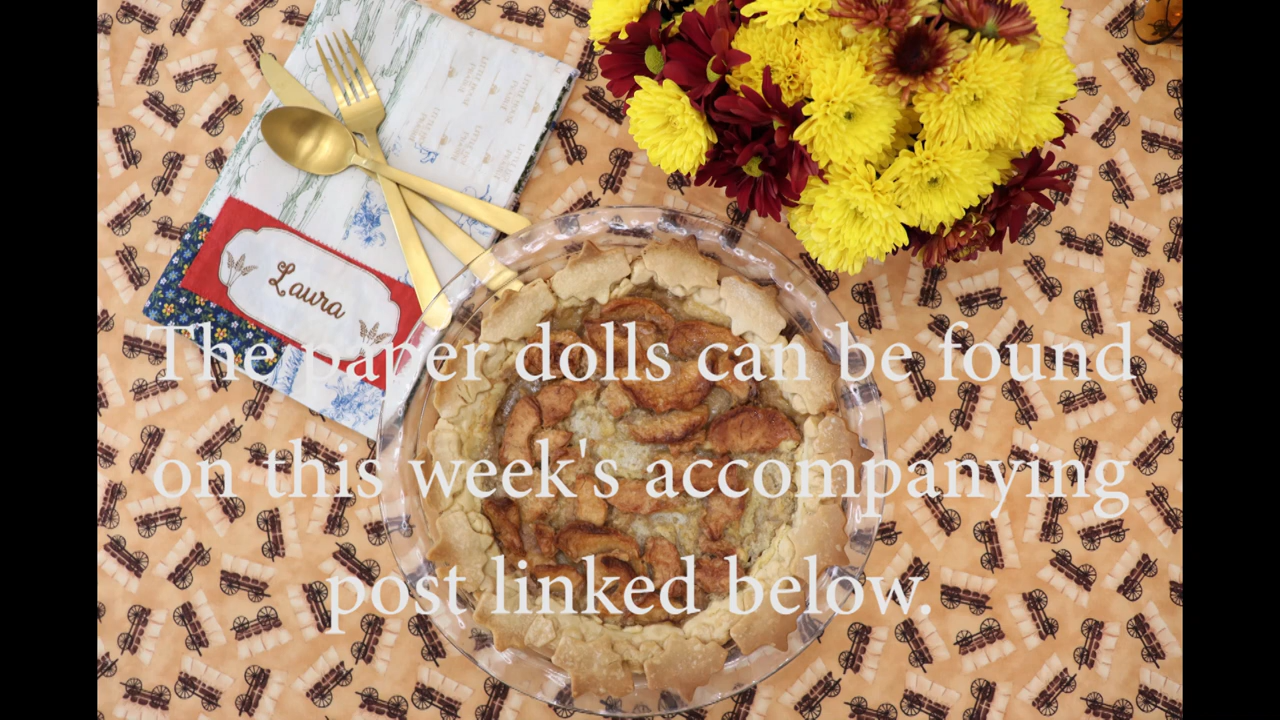 Laura
The paper dolls can be found
on this week's accompanying
post linked below.